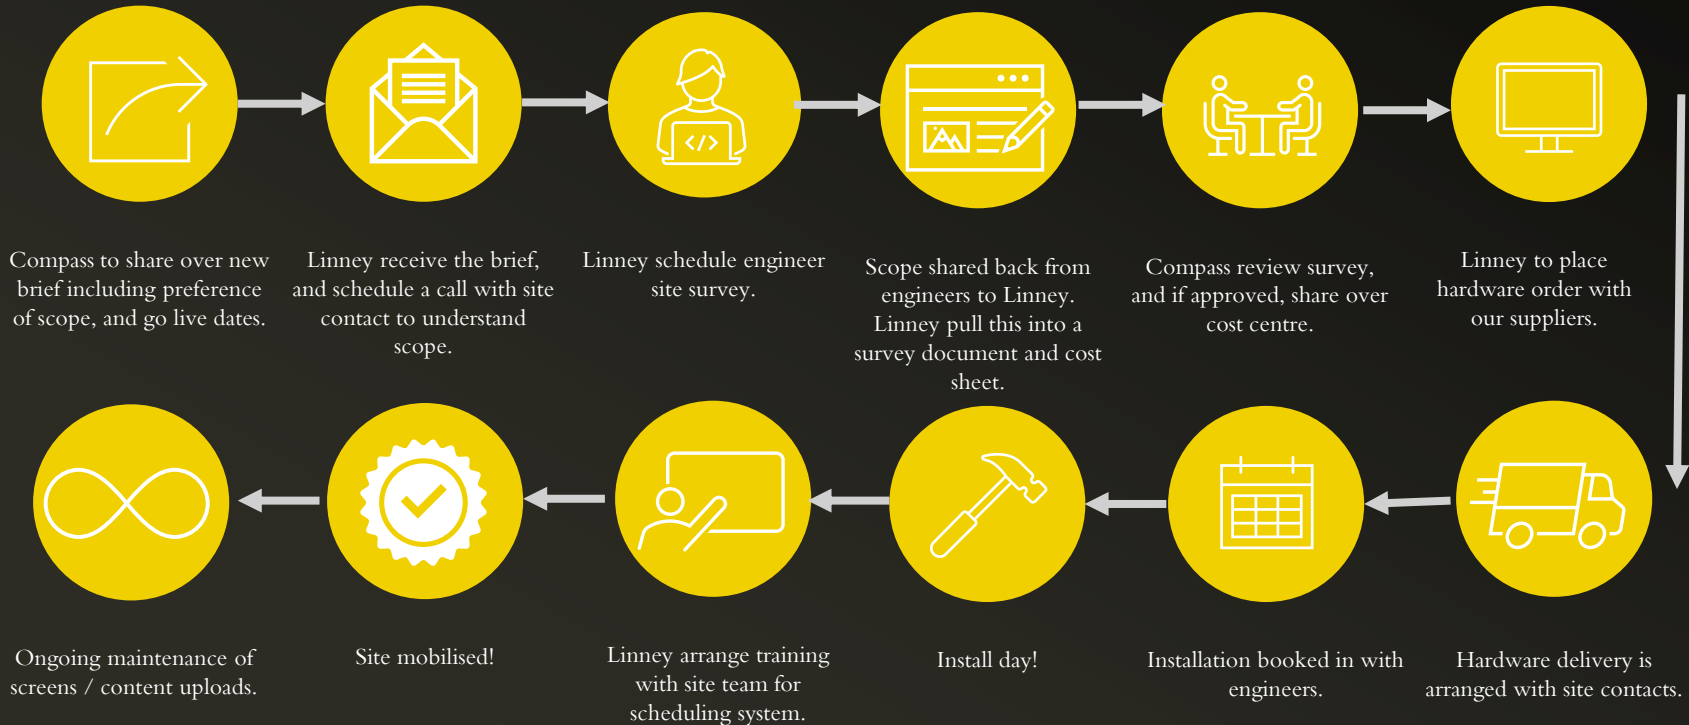 Compass to share over new
brief including preference
of scope, and go live dates.
Linney receive the brief,
and schedule a call with site
contact to understand
scope.
Linney schedule engineer
site survey.
Scope shared back from
engineers to Linney.
Linney pull this into a
survey document and cost
sheet.
Compass review survey,
and if approved, share over
cost centre.
Linney to place
hardware order with
our suppliers.
</>
Hardware delivery is
arranged with site contacts.
Installation booked in with
engineers.
Install day!
Linney arrange training
with site team for
scheduling system.
Site mobilised!
Ongoing maintenance of
screens / content uploads.